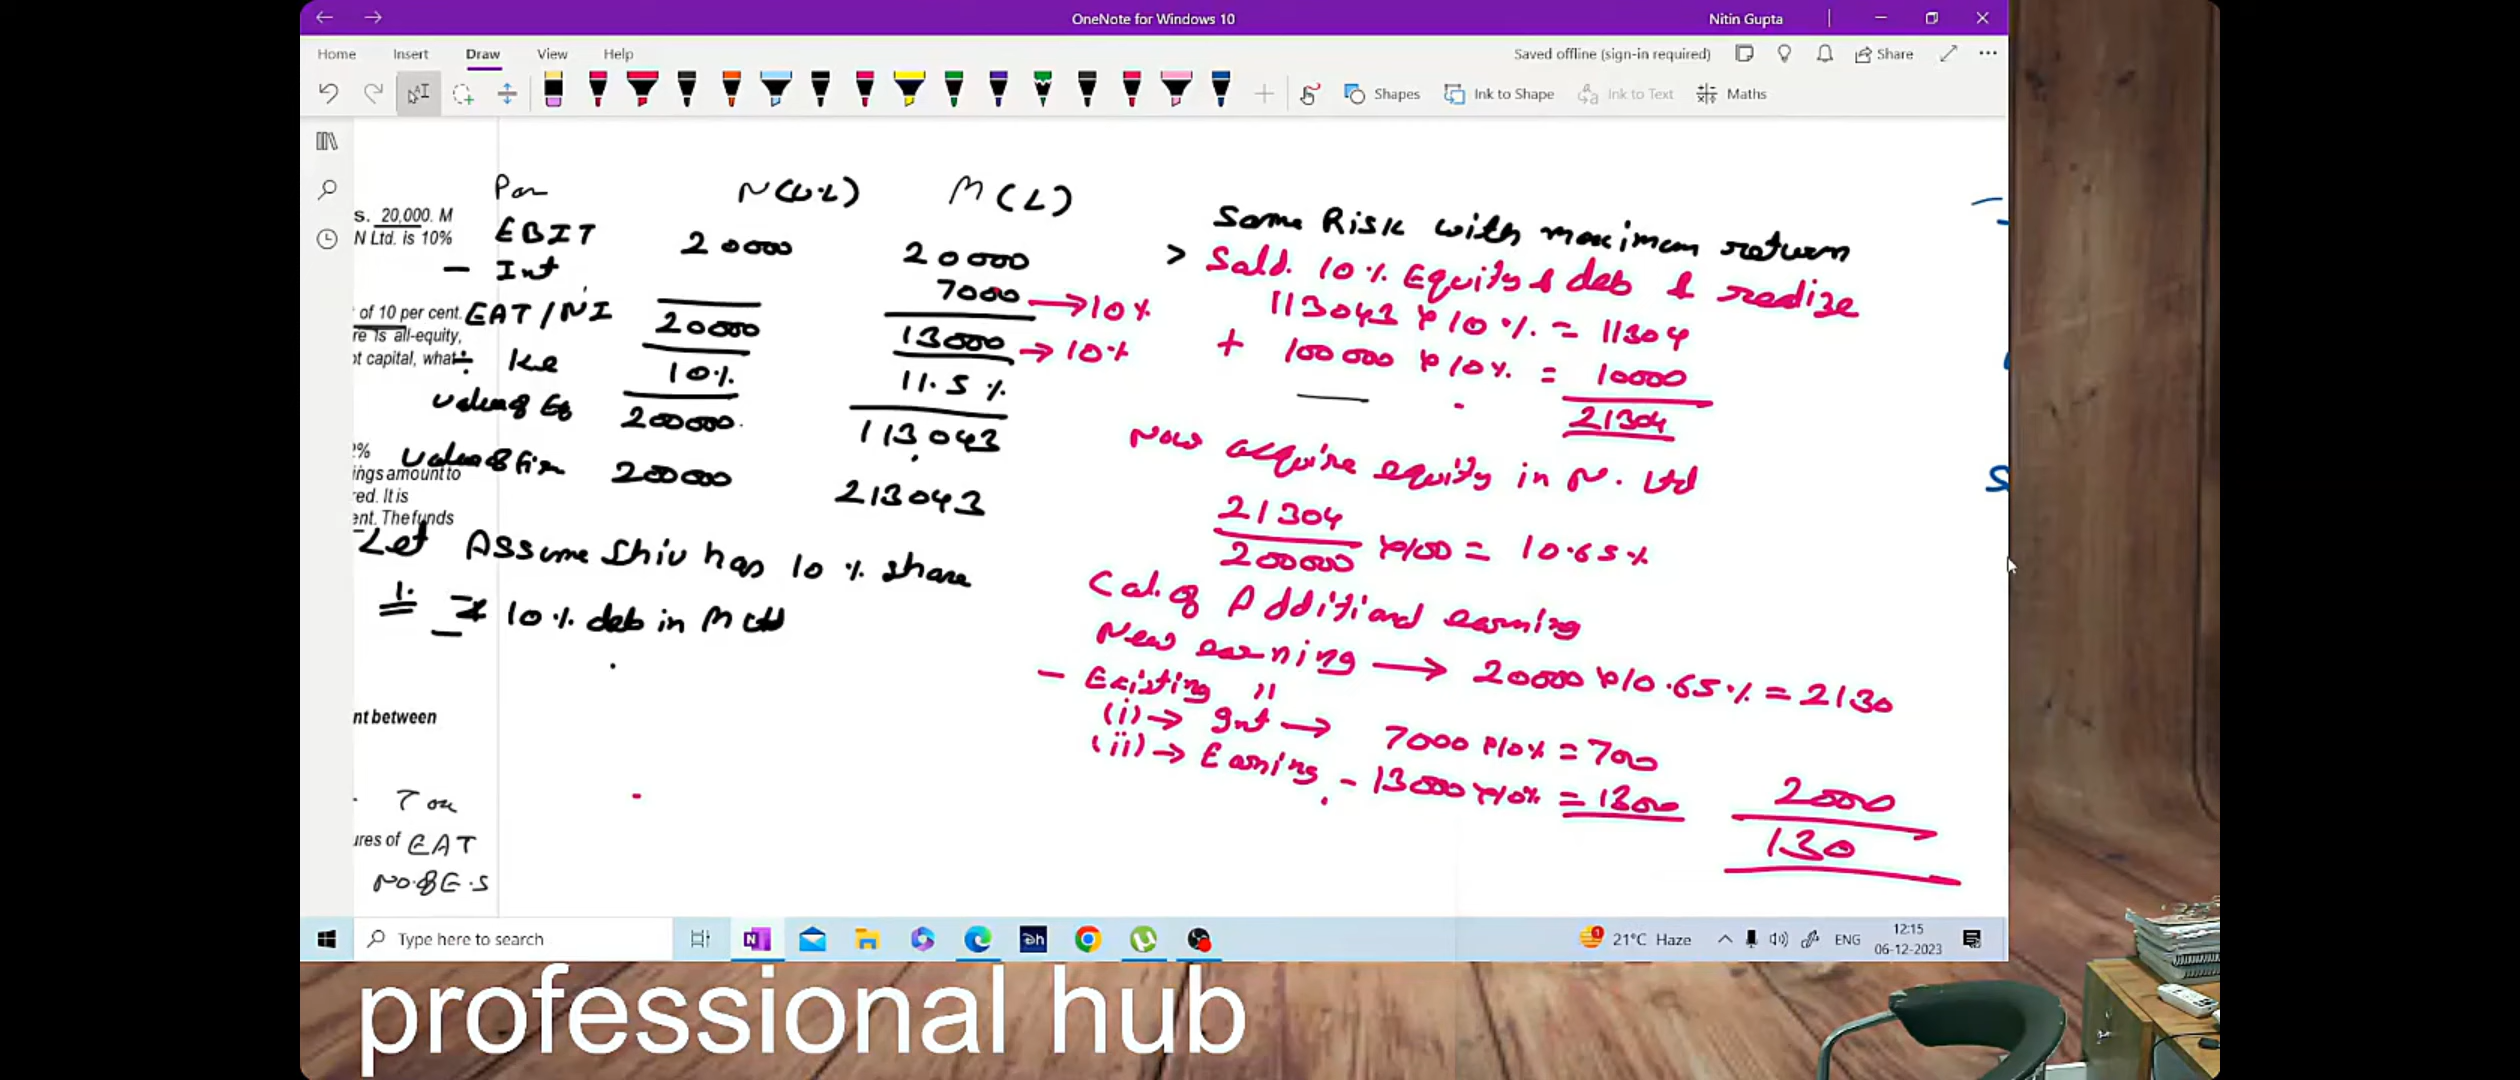 OneNote for Windows 10
Nitin Gupta
Home Insert Draw View Help
Saved offline (sign-in required) Share
Shapes Ink to Shape Ink to Text Maths
s. 20,000. M
N Ltd. is 10%
of 10 per cent.
re is all-equity,
ot capital, what
2%
ings amount to
red. It is
ent. The funds
nt between
ures of EAT
No. of E.S
M (L)
EBIT 20000 20000
- Int 7000 → 10%
EAT / NI 20000 13000 → 10%
÷ Ke 10% 11.5 %
Value of Eq 200000 113043
Value of Firm 200000 213043
Let Assume Shiv has 10 % share
1. & 10 % deb in M Ltd
Same Risk with maximum return
> Sald. 10 % Equity & deb & realize
113043 × 10 % = 11304
+ 100 000 × 10 % = 10000
21304
Now acquire equity in N. Ltd
21304
200000 × 100 = 10.65 %
Cal. of Additional earning
New earning → 20000 × 10.65 % = 2130
- Existing "
(i) → Int → 7000 × 10% = 700
(ii) → Earning - 13000 × 10% = 1300 2000
130
Type here to search
21°C Haze ENG 12:15
06-12-2023
professional hub